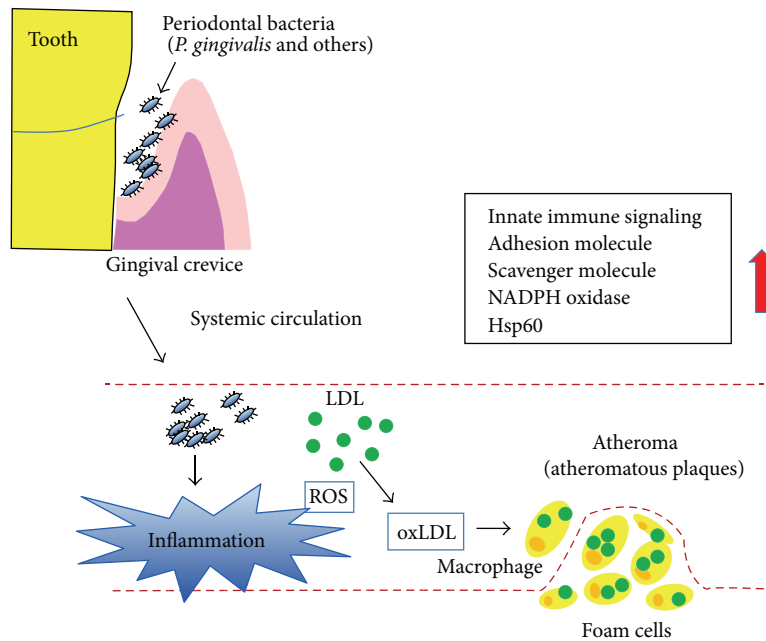 Tooth
Periodontal bacteria
(P. gingivalis and others)
Gingival crevice
Innate immune signaling
Adhesion molecule
Scavenger molecule
NADPH oxidase
Hsp60
Systemic circulation
LDL
Atheroma
(atheromatous plaques)
ROS
Inflammation
oxLDL
Macrophage
Foam cells